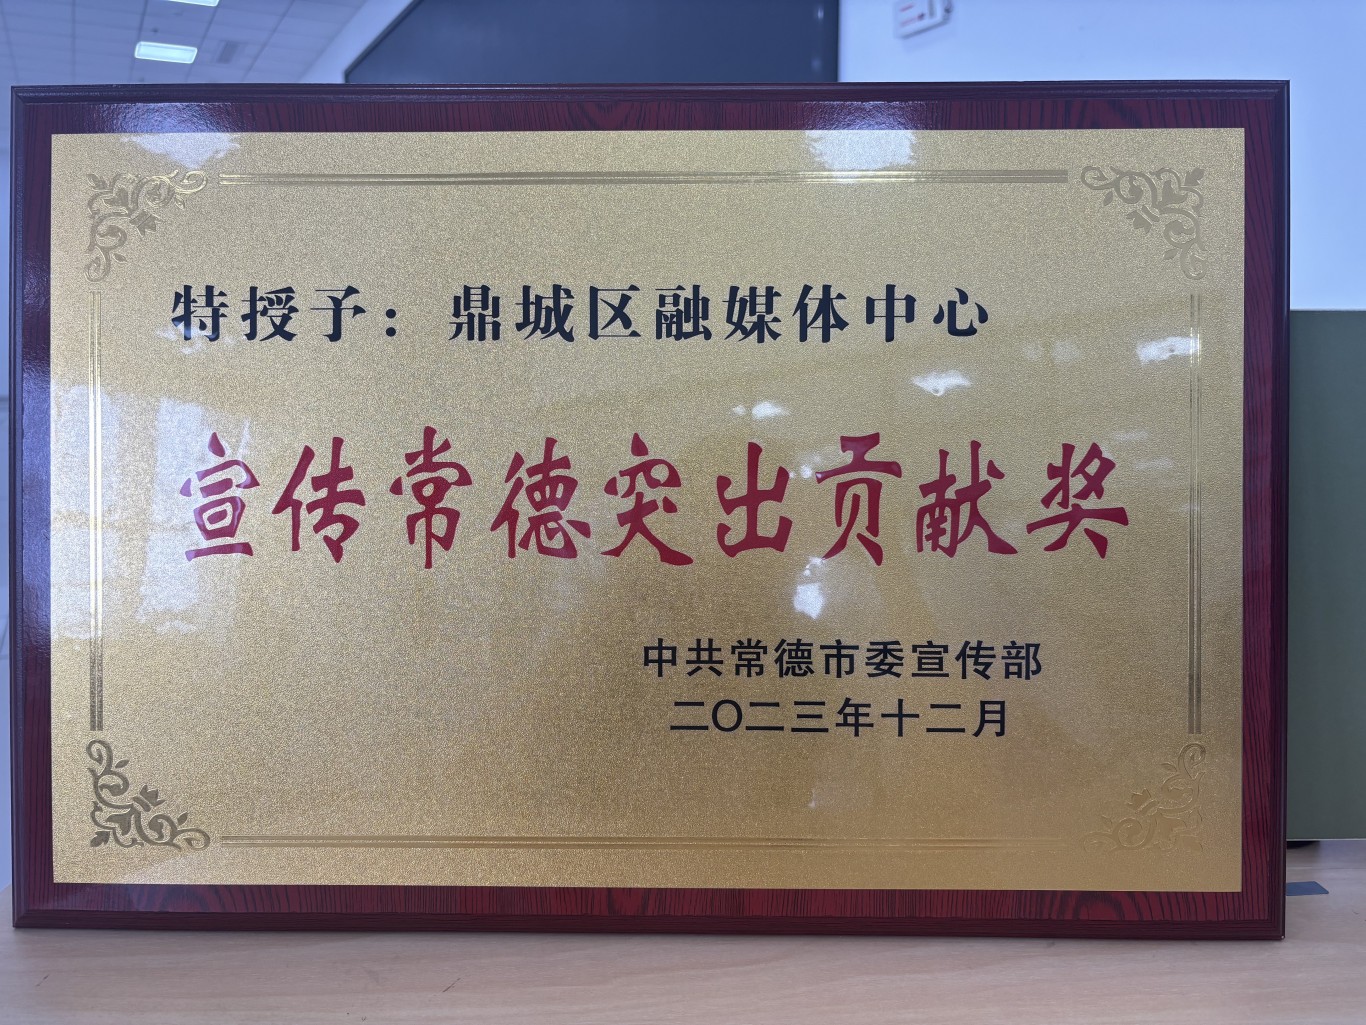 特授予：鼎城区融媒体中心
宣传常德突出贡献奖
中共常德市委宣传部
二〇二三年十二月